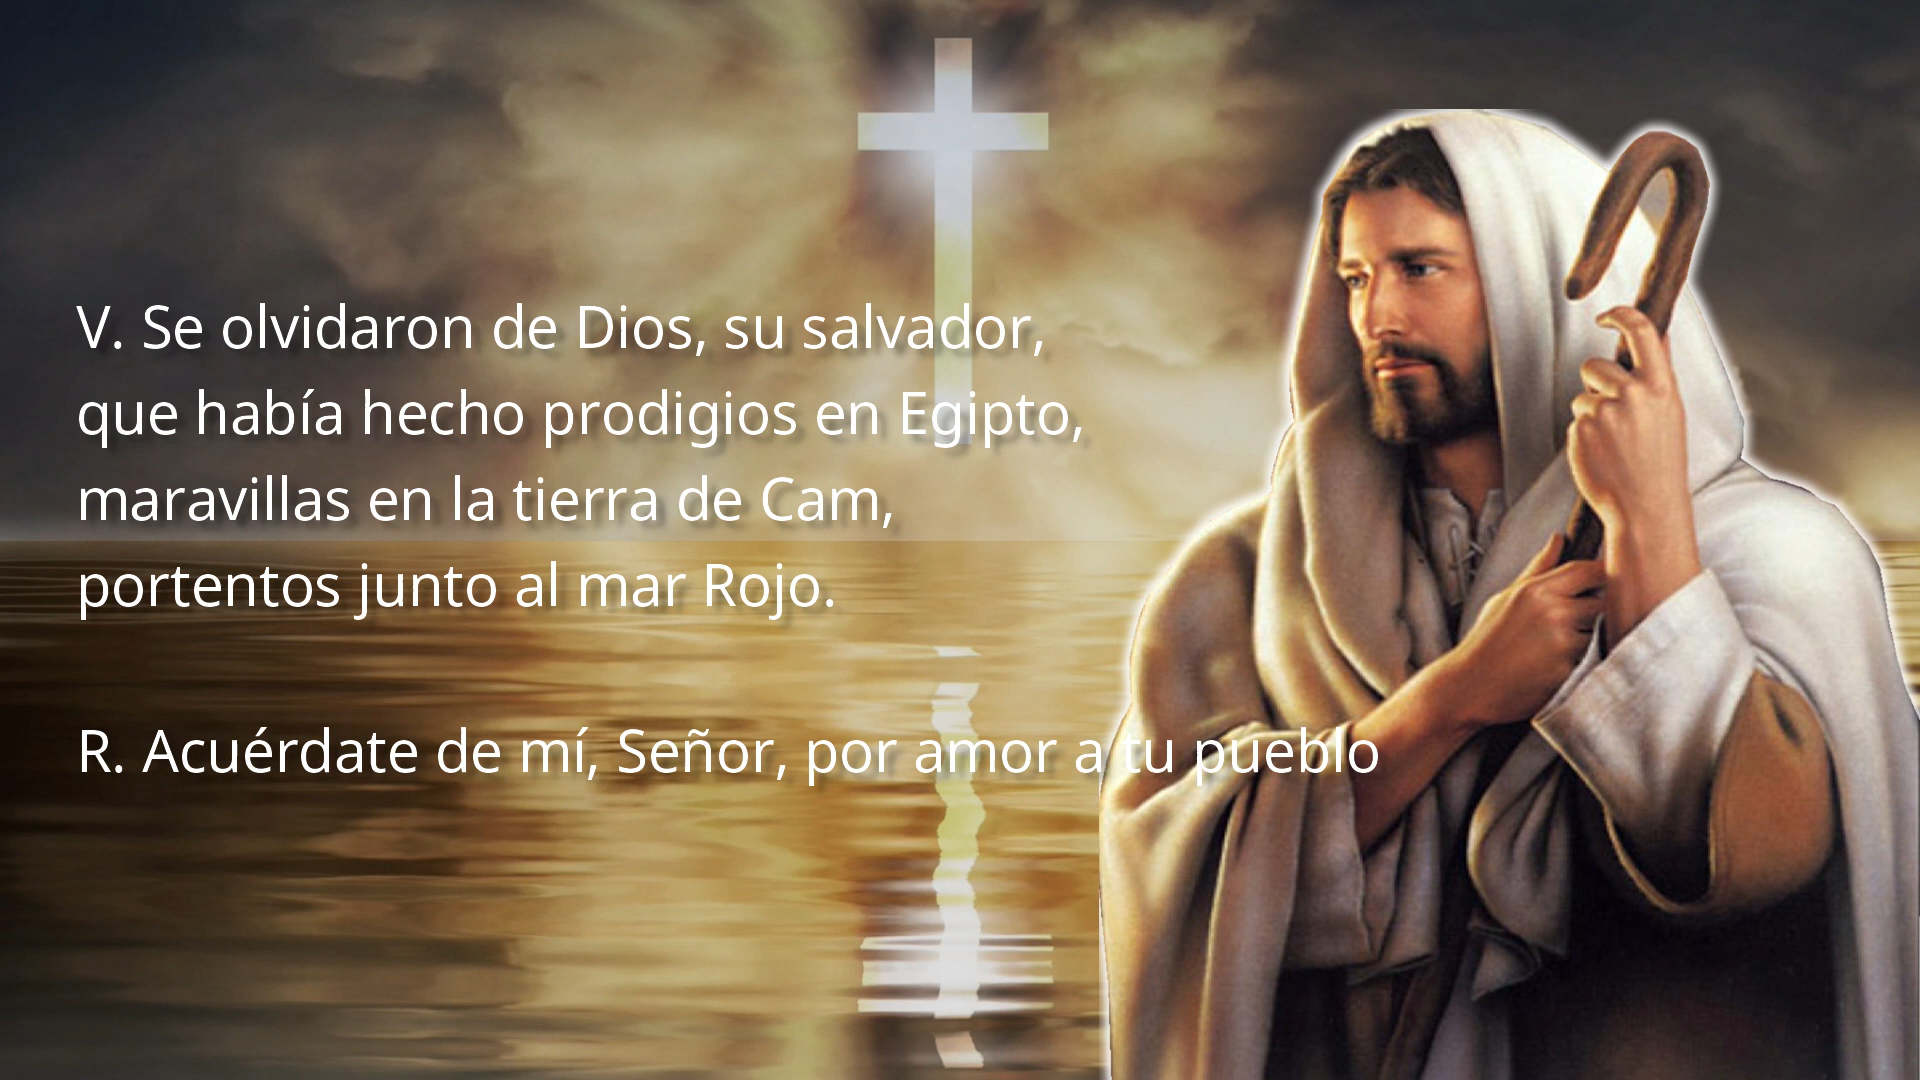 V. Se olvidaron de Dios, su salvador,
que había hecho prodigios en Egipto,
maravillas en la tierra de Cam,
portentos junto al mar Rojo.
R. Acuérdate de mí, Señor, por amor a tu pueblo